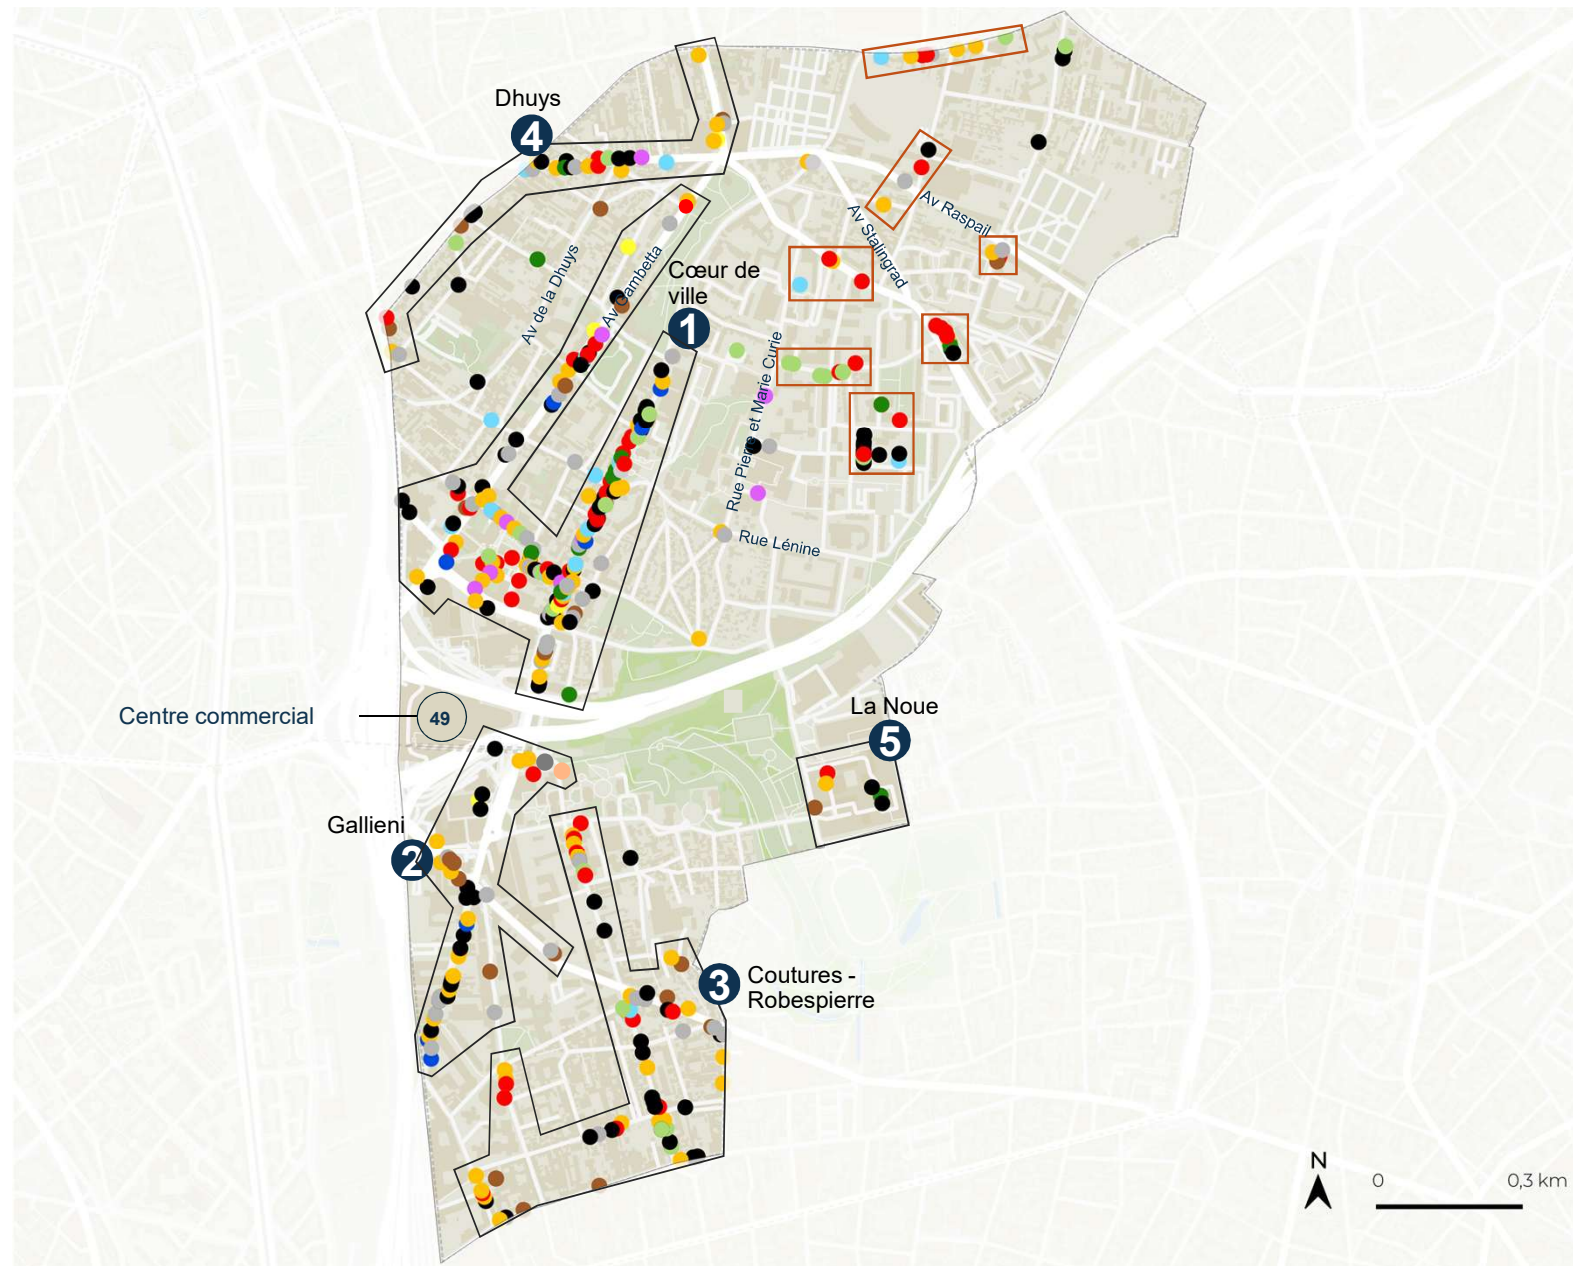 Dhuys
4
Av Raspail
Av Stalingrad
Av de la Dhuys
Av Gambetta
Cœur de
ville
1
Rue Pierre et Marie Curie
Rue Lénine
Centre commercial
49
La Noue
5
Gallieni
2
3
Coutures -
Robespierre
N
0
0,3 km